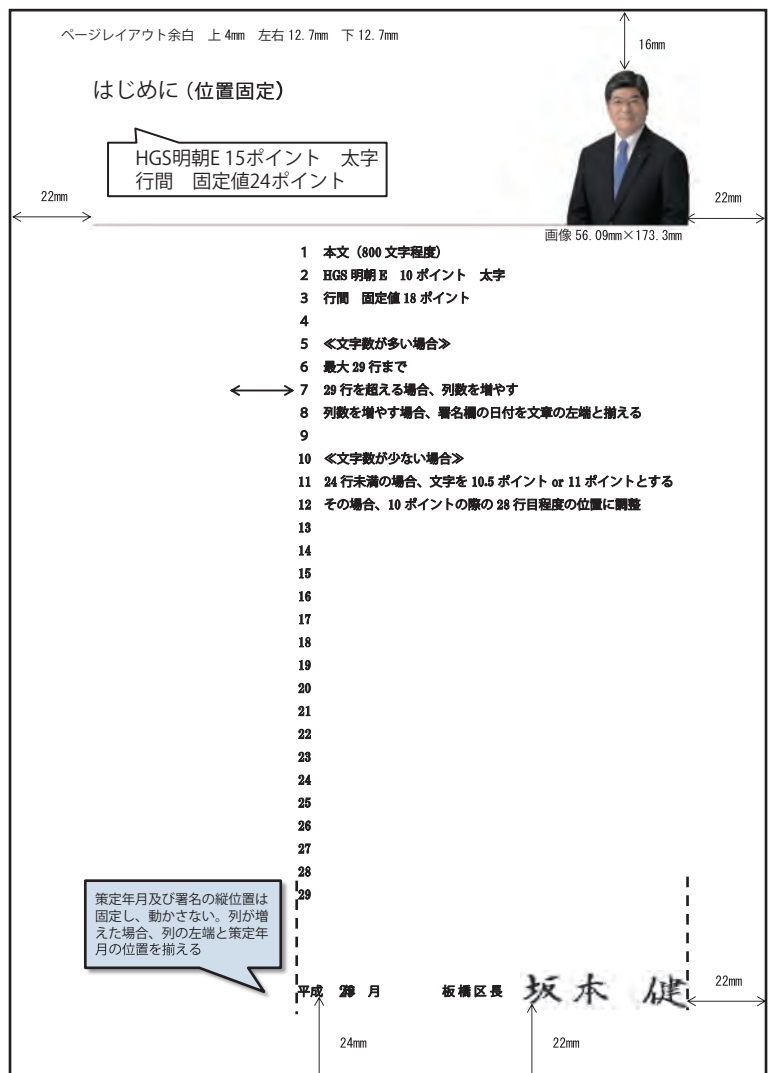 ページレイアウト余白　上 4mm　左右 12.7mm　下 12.7mm
16mm
はじめに（位置固定）
HGS明朝E 15ポイント　太字
行間　固定値24ポイント
22mm
22mm
画像 56.09mm×173.3mm
1　本文（800 文字程度）
2　HGS 明朝 E　10 ポイント　太字
3　行間　固定値 18 ポイント
4
5　≪文字数が多い場合≫
6　最大 29 行まで
7　29 行を超える場合、列数を増やす
8　列数を増やす場合、署名欄の日付を文章の左端と揃える
9
10　≪文字数が少ない場合≫
11　24 行未満の場合、文字を 10.5 ポイント or 11 ポイントとする
12　その場合、10 ポイントの際の 28 行目程度の位置に調整
13
14
15
16
17
18
19
20
21
22
23
24
25
26
27
28
29
策定年月及び署名の縦位置は
固定し、動かさない。列が増
えた場合、列の左端と策定年
月の位置を揃える
平成　月　板橋区長　坂本 健
22mm
24mm
22mm